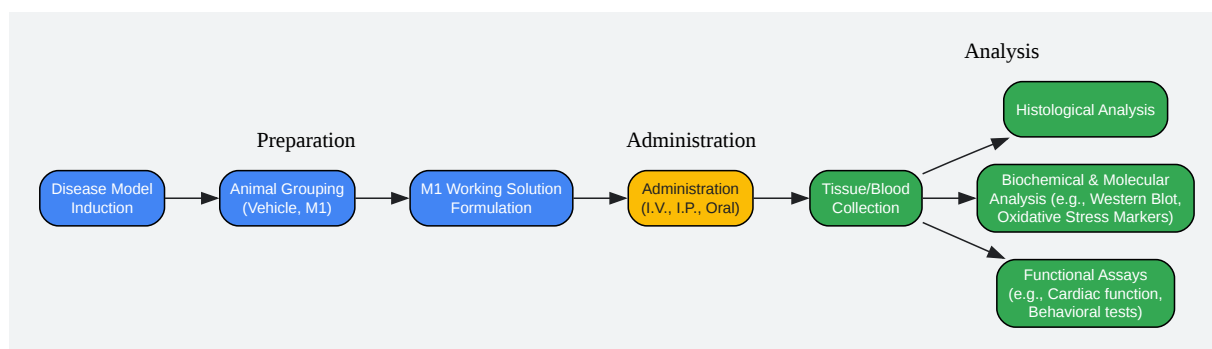 Preparation
Disease Model
Induction
Animal Grouping
(Vehicle, M1)
M1 Working Solution
Formulation
Administration
Administration
(I.V., I.P., Oral)
Analysis
Tissue/Blood
Collection
Histological Analysis
Biochemical & Molecular
Analysis (e.g., Western Blot,
Oxidative Stress Markers)
Functional Assays
(e.g., Cardiac function,
Behavioral tests)